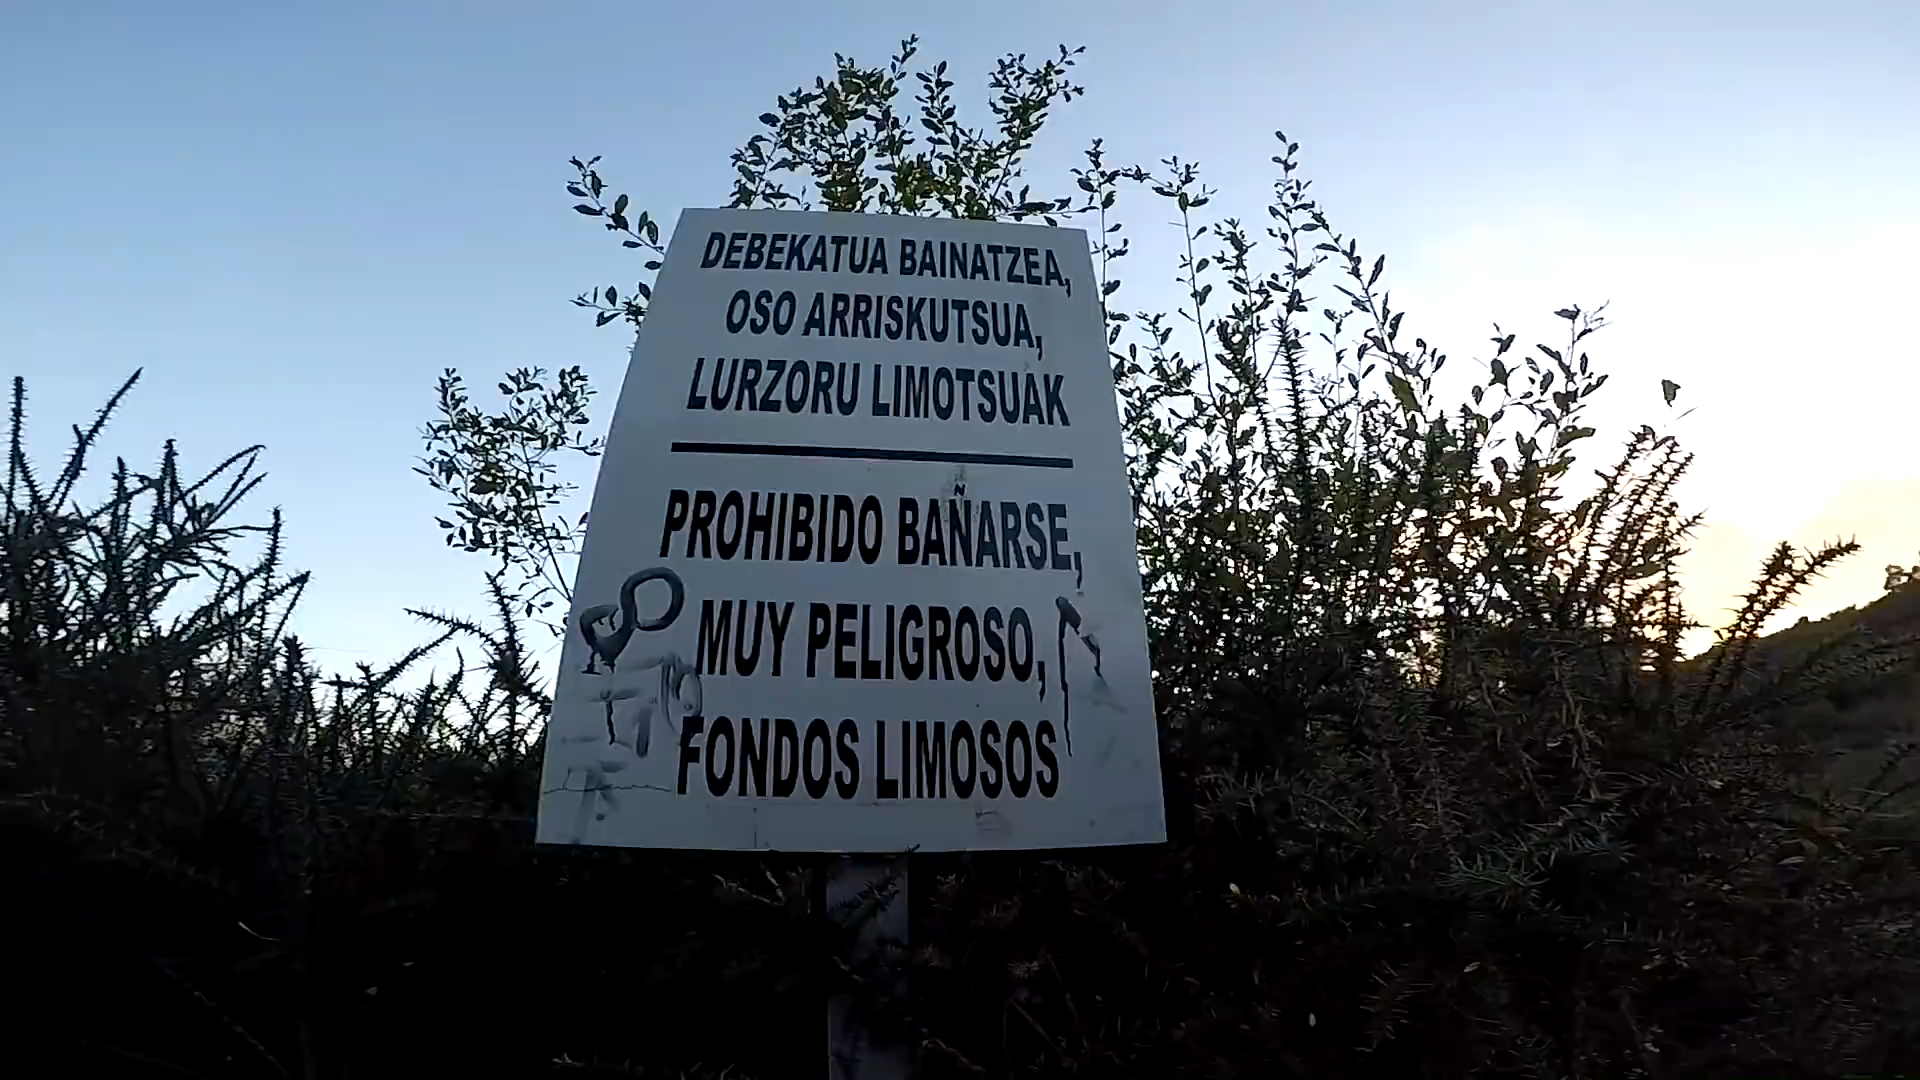 DEBEKATUA BAINATZEA,
OSO ARRISKUTSUA,
LURZORU LIMOTSUAK
PROHIBIDO BAÑARSE,
MUY PELIGROSO,
FONDOS LIMOSOS